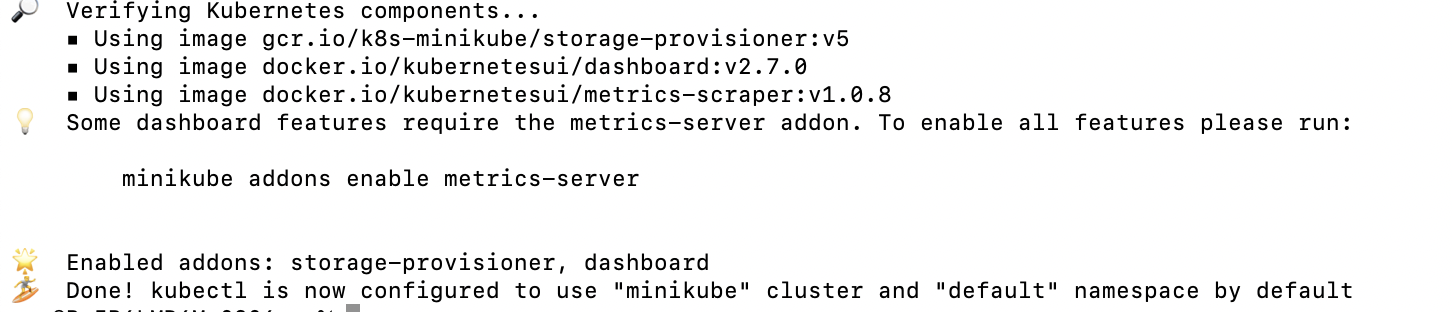 Verifying Kubernetes components...
▪ Using image gcr.io/k8s-minikube/storage-provisioner:v5
▪ Using image docker.io/kubernetesui/dashboard:v2.7.0
▪ Using image docker.io/kubernetesui/metrics-scraper:v1.0.8
Some dashboard features require the metrics-server addon. To enable all features please run:
minikube addons enable metrics-server
Enabled addons: storage-provisioner, dashboard
Done! kubectl is now configured to use "minikube" cluster and "default" namespace by default